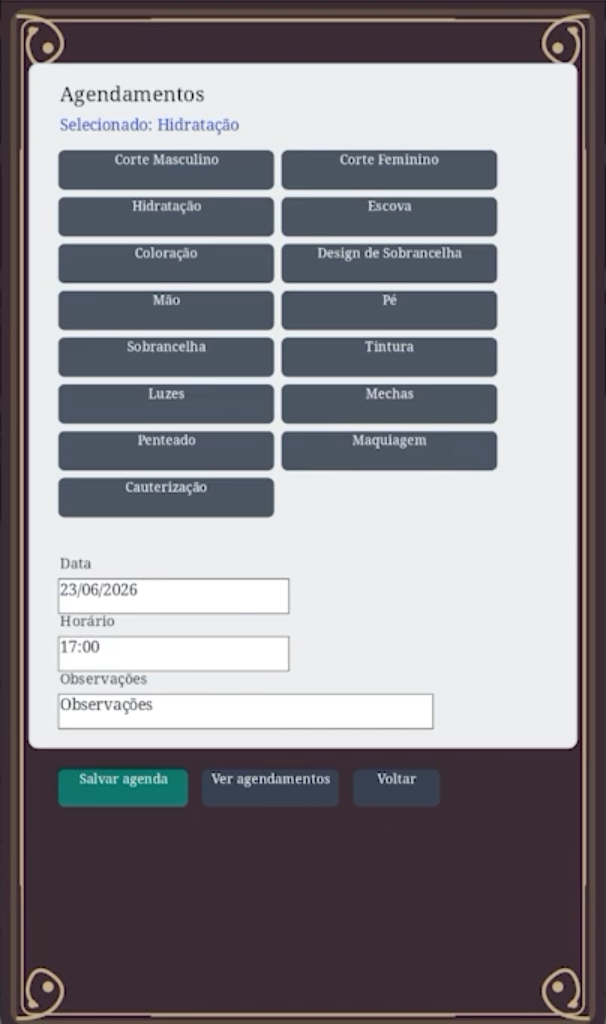 Agendamentos
Selecionado: Hidratação
Corte Masculino
Corte Feminino
Hidratação
Escova
Coloração
Design de Sobrancelha
Mão
Pé
Sobrancelha
Tintura
Luzes
Mechas
Penteado
Maquiagem
Cauterização
Data
23/06/2026
Horário
17:00
Observações
Observações
Salvar agenda
Ver agendamentos
Voltar